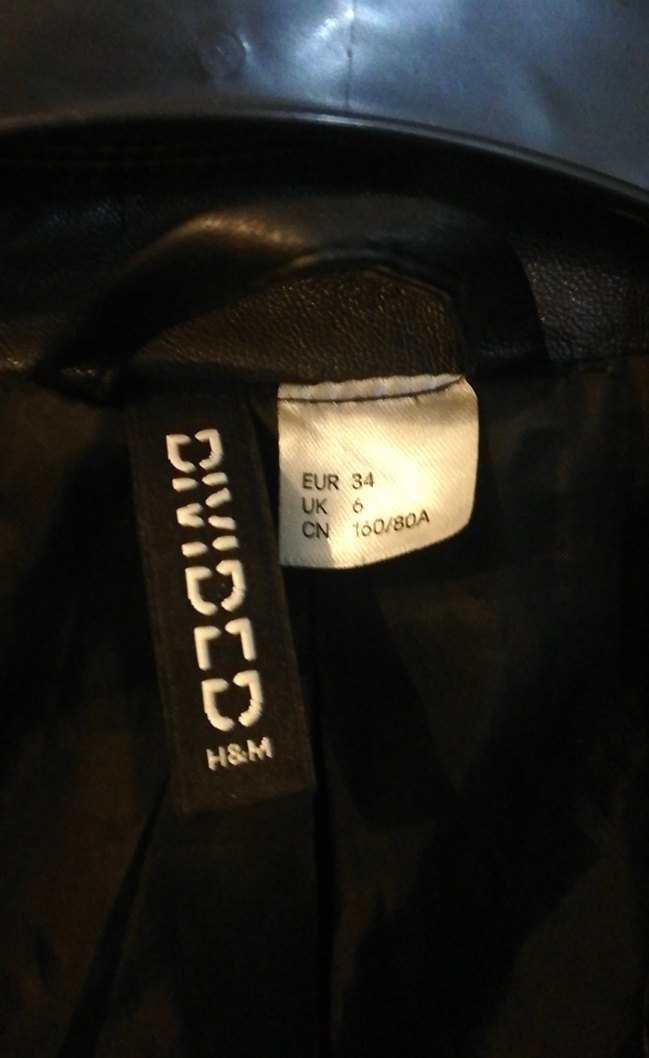 DIVIDED
H&M
EUR 34
UK 6
CN 160/80A